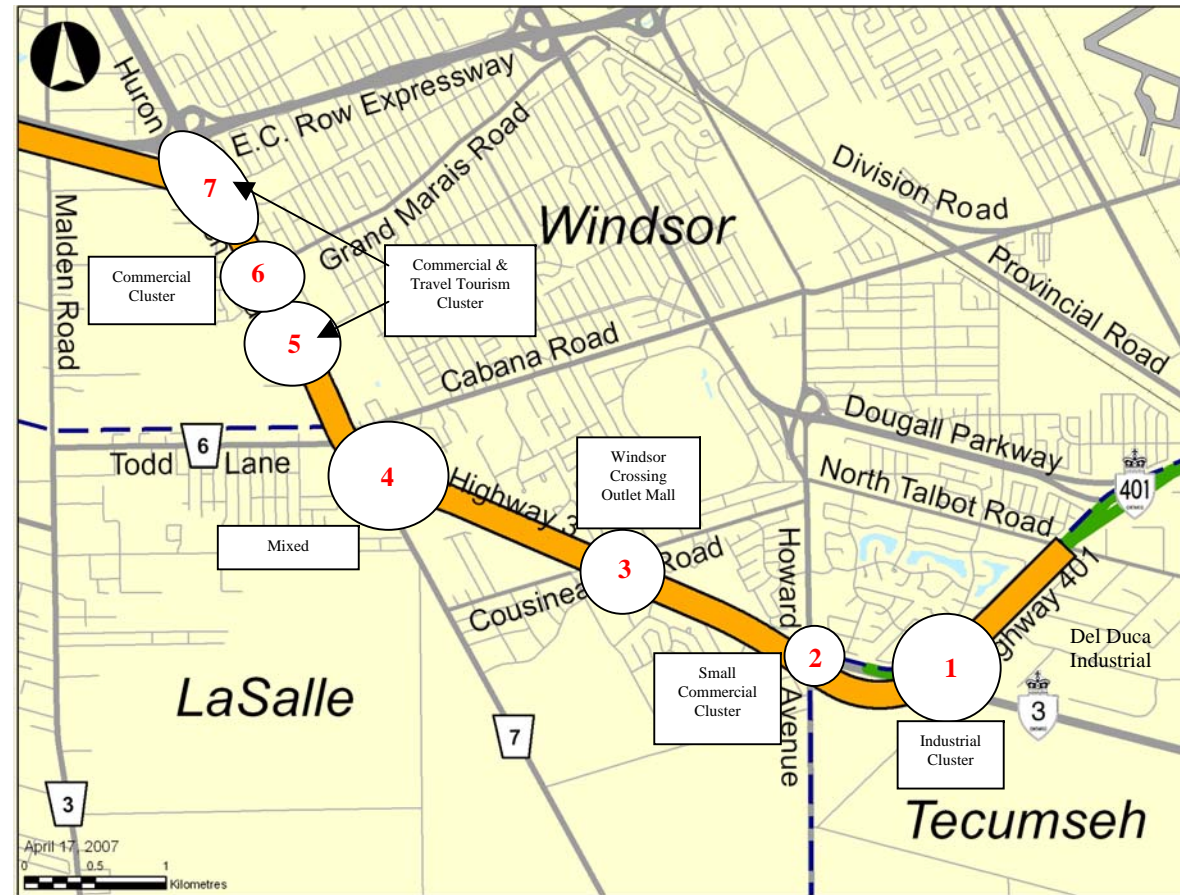 Huron
E.C. Row Expressway
7
Malden Road
Grand Marais Road
Windsor
Division Road
Provincial Road
Commercial
Cluster
6
Commercial &
Travel Tourism
Cluster
5
Cabana Road
Dougall Parkway
6
Todd Lane
4
Highway 3
Windsor
Crossing
Outlet Mall
North Talbot Road
401
Mixed
3
Cousinea Road
Howard Avenue
ghway 401
2
1
Del Duca
Industrial
LaSalle
Small
Commercial
Cluster
7
3
Industrial
Cluster
3
Tecumseh
April 17, 2007
0 0.5 1
Kilometres